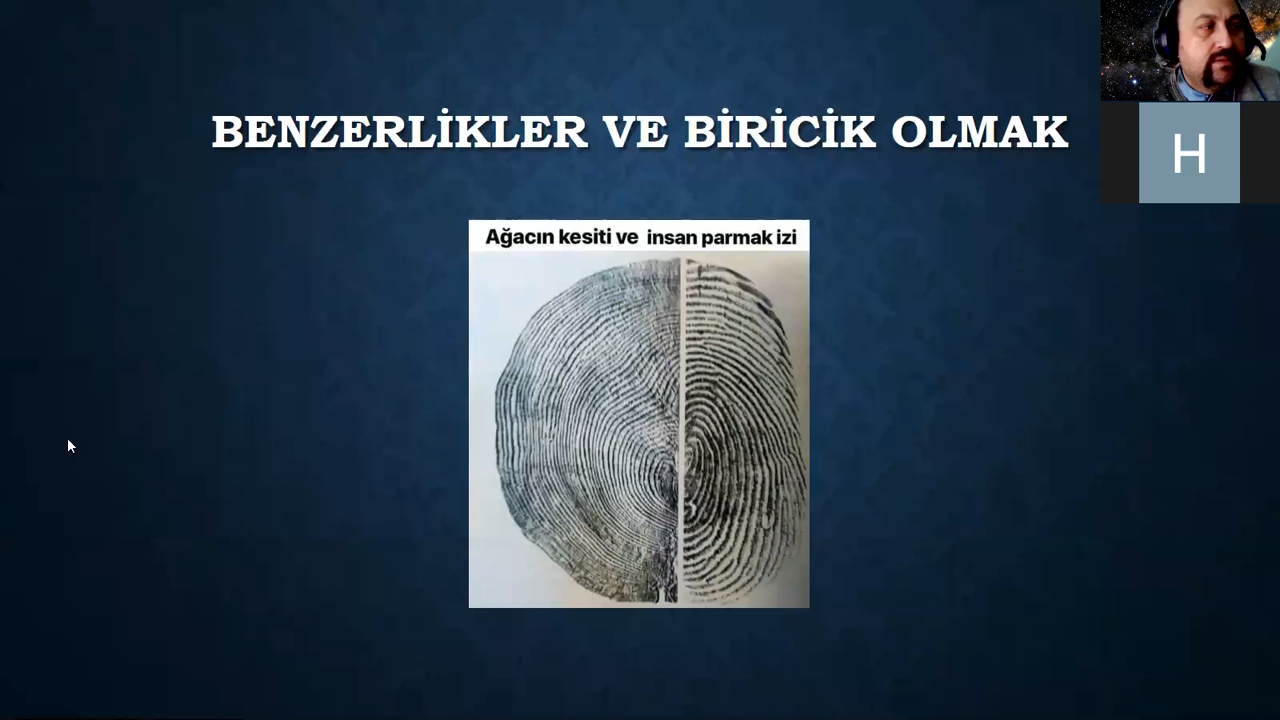 BENZERLİKLER VE BİRİCİK OLMAK
Ağacın kesiti ve insan parmak izi
H